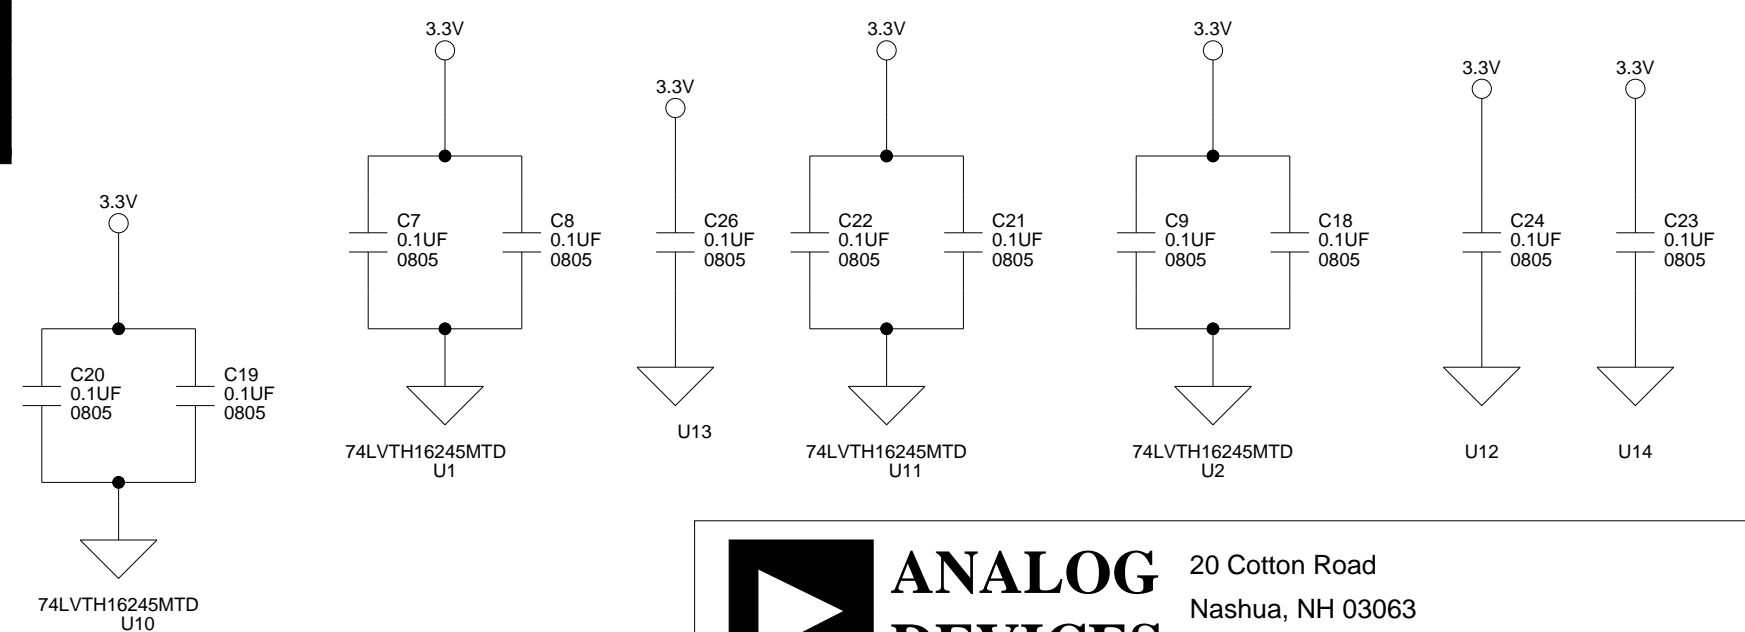 3.3V
3.3V
3.3V
3.3V
3.3V
3.3V
3.3V
C7
0.1UF
0805
C8
0.1UF
0805
C26
0.1UF
0805
C22
0.1UF
0805
C21
0.1UF
0805
C9
0.1UF
0805
C18
0.1UF
0805
C24
0.1UF
0805
C23
0.1UF
0805
3.3V
C20
0.1UF
0805
C19
0.1UF
0805
74LVTH16245MTD
U1
U13
74LVTH16245MTD
U11
74LVTH16245MTD
U2
U12
U14
74LVTH16245MTD
U10
ANALOG
DEVICES
20 Cotton Road
Nashua, NH 03063